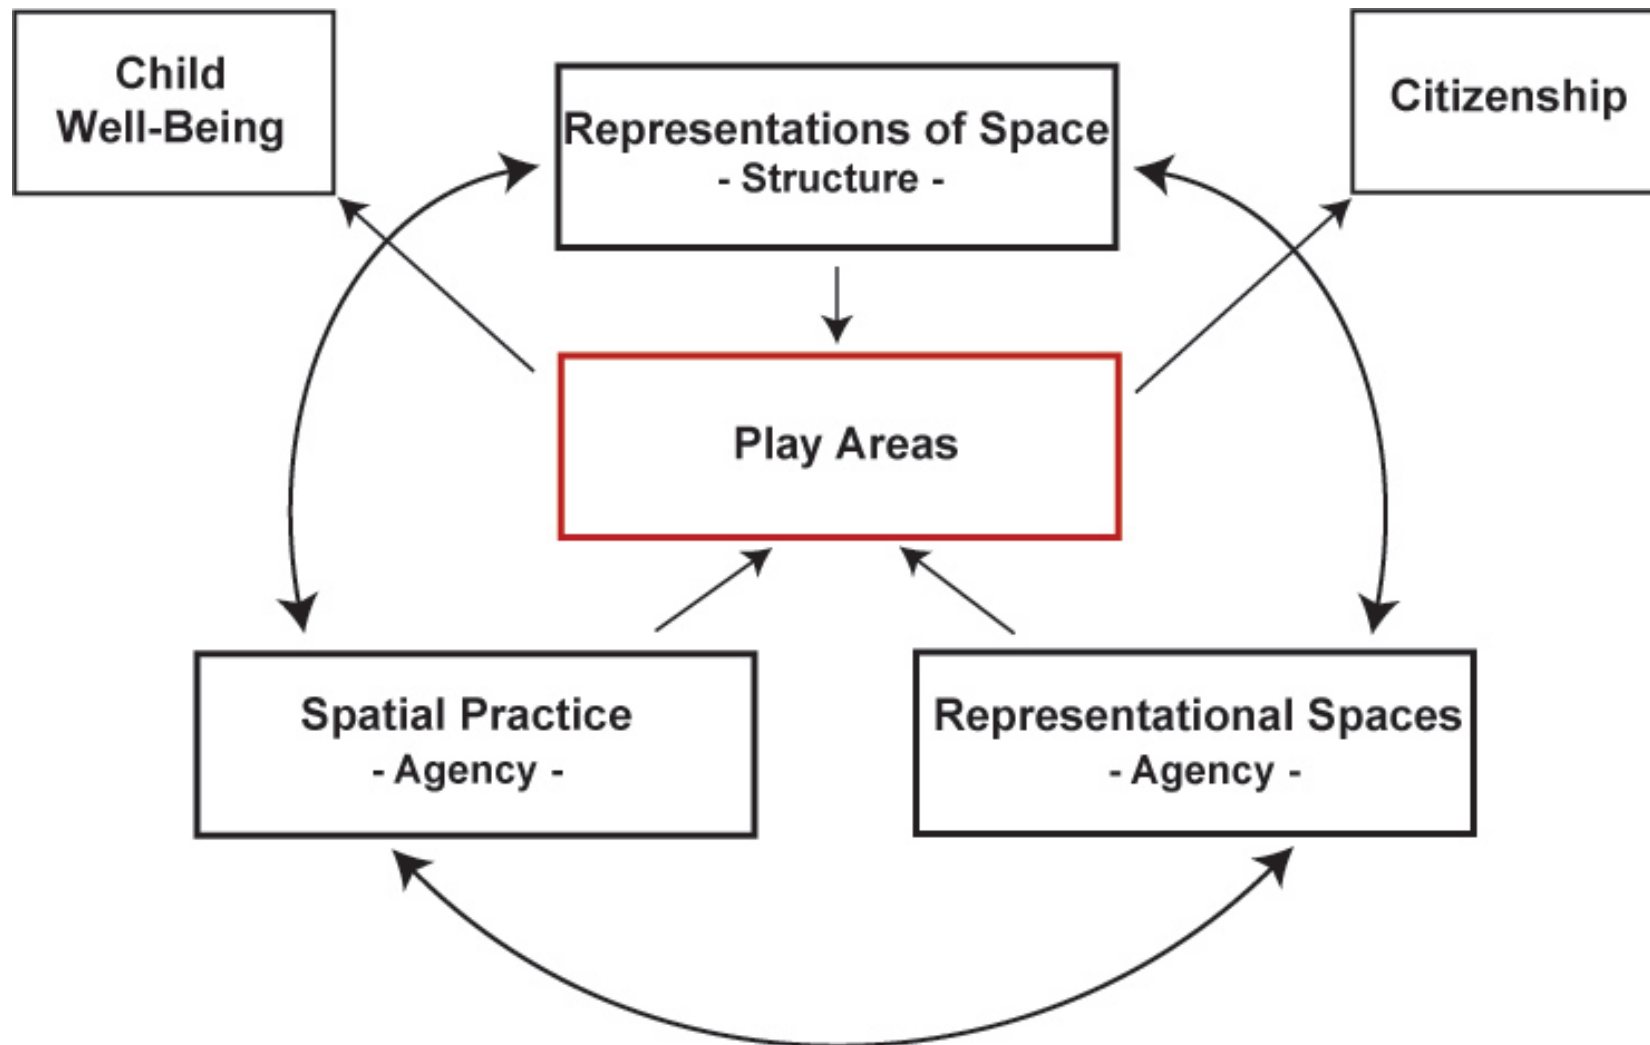 Child
Well-Being
Citizenship
Representations of Space
- Structure -
Play Areas
Spatial Practice
- Agency -
Representational Spaces
- Agency -